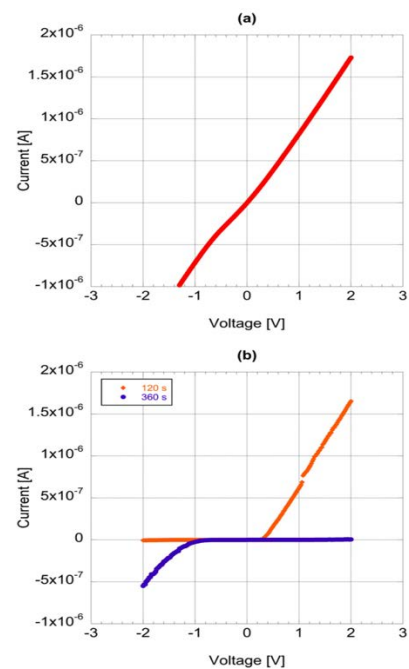 (a)
2x10⁻⁶
1.5x10⁻⁶
1x10⁻⁶
5x10⁻⁷
0
-5x10⁻⁷
-1x10⁻⁶
Current [A]
-3 -2 -1 0 1 2 3
Voltage [V]
(b)
120 s
360 s
2x10⁻⁶
1.5x10⁻⁶
1x10⁻⁶
5x10⁻⁷
0
-5x10⁻⁷
-1x10⁻⁶
Current [A]
-3 -2 -1 0 1 2 3
Voltage [V]